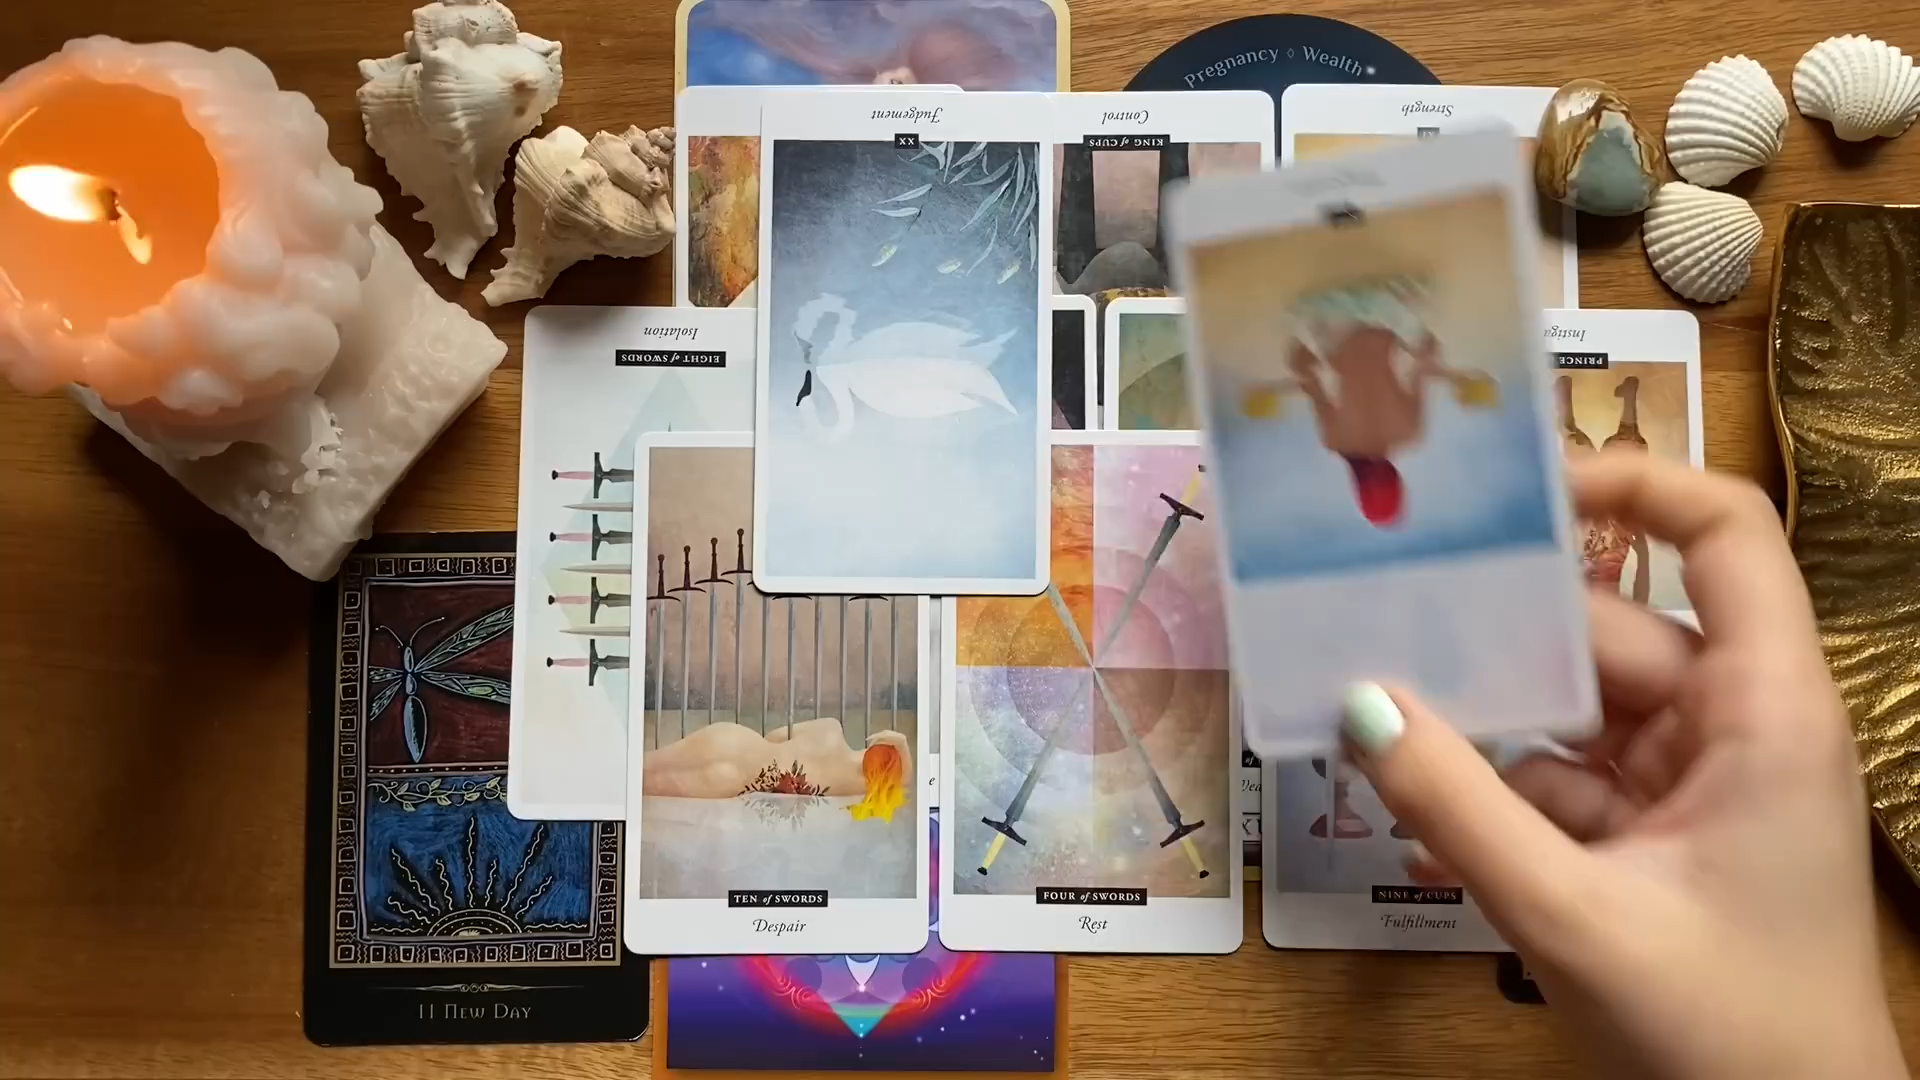 Pregnancy ◊ Wealth
Judgement
XX
Control
KING of CUPS
Strength
XI
Isolation
EIGHT of SWORDS
PRINCE
TEN of SWORDS
Despair
FOUR of SWORDS
Rest
NINE of CUPS
Fulfillment
11 NEW DAY